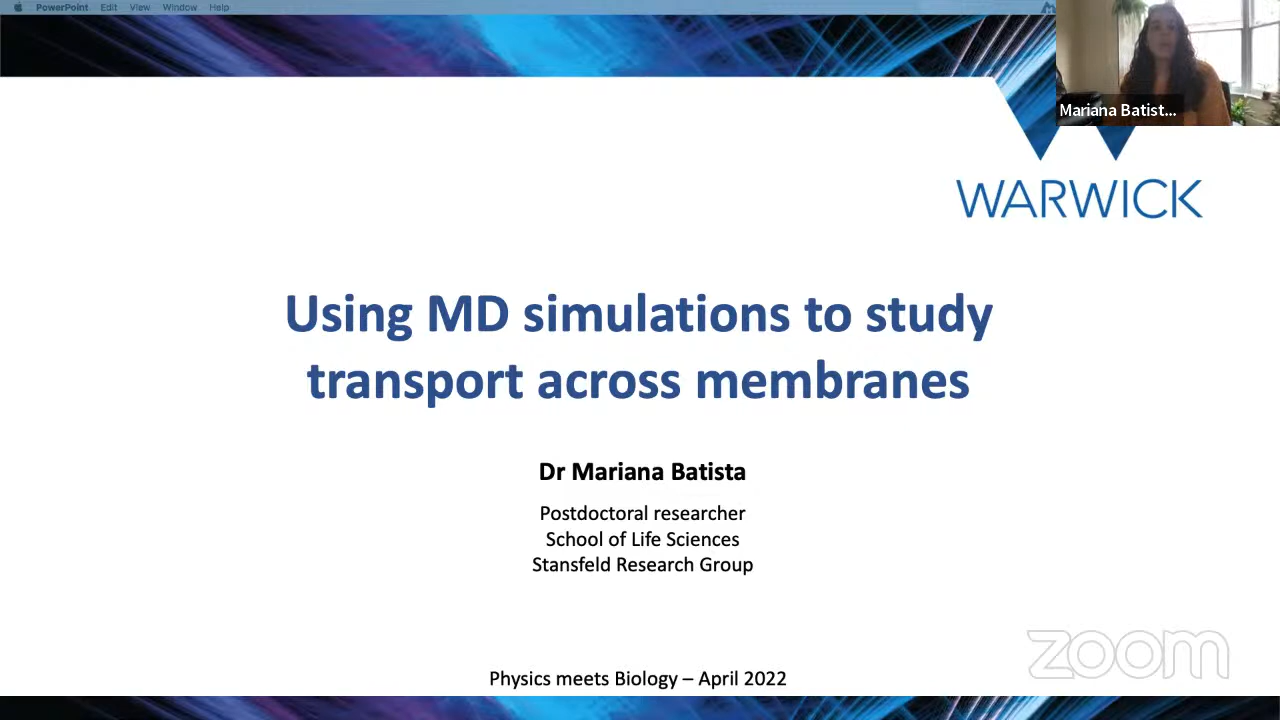 PowerPoint Edit View Window Help
Mariana Batist...
WARWICK
Using MD simulations to study
transport across membranes
Dr Mariana Batista
Postdoctoral researcher
School of Life Sciences
Stansfeld Research Group
zoom
Physics meets Biology – April 2022